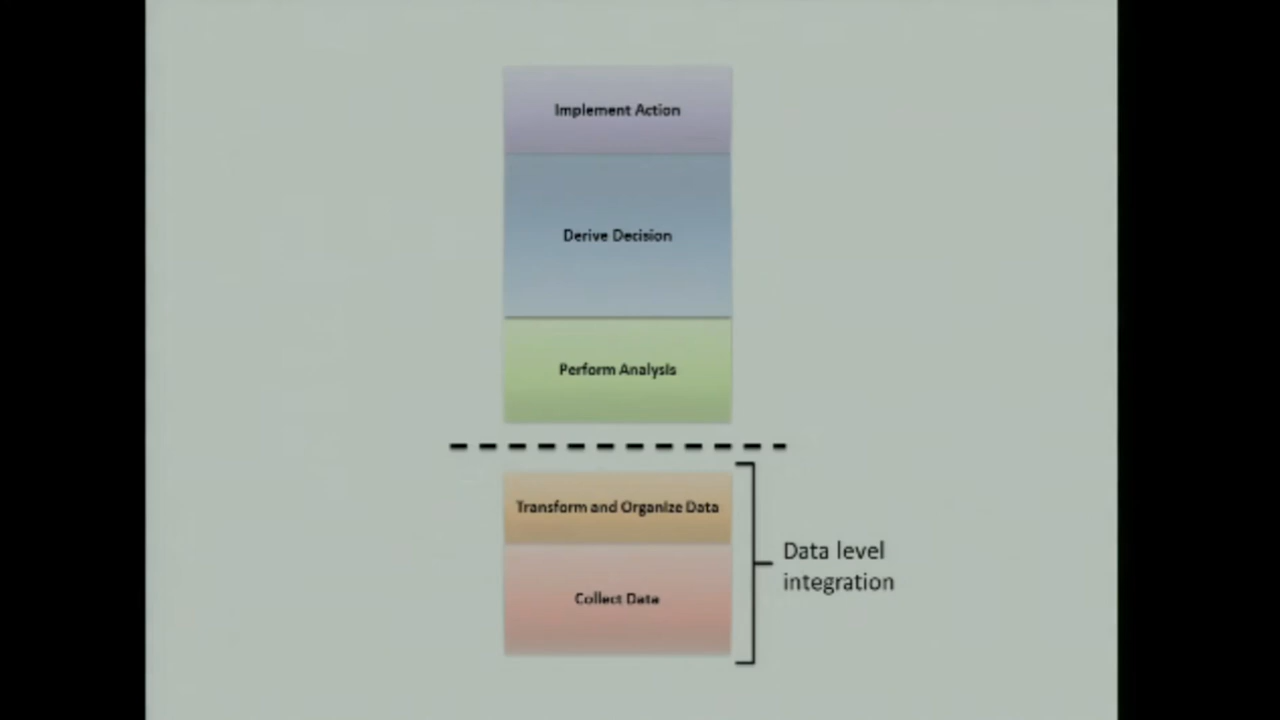 Implement Action
Derive Decision
Perform Analysis
Transform and Organize Data
Collect Data
Data level
integration